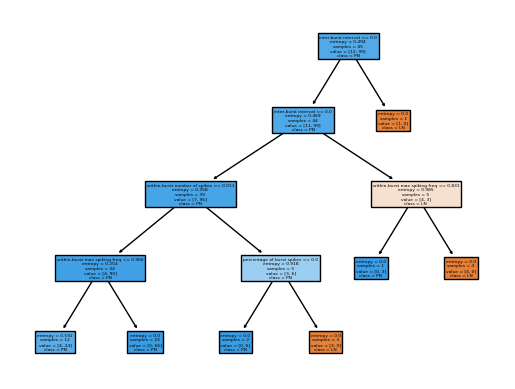 inter-burst interval <= 0.0
entropy = 0.494
samples = 45
value = [12, 99]
class = PN
inter-burst interval <= 0.0
entropy = 0.469
samples = 44
value = [11, 99]
class = PN
entropy = 0.0
samples = 1
value = [1, 0]
class = LN
within-burst number of spikes <= 0.011
entropy = 0.358
samples = 39
value = [7, 96]
class = PN
within-burst max spiking freq <= 0.831
entropy = 0.985
samples = 5
value = [4, 3]
class = LN
within-burst max spiking freq <= 0.966
entropy = 0.254
samples = 34
value = [4, 90]
class = PN
percentage of burst spikes <= 0.0
entropy = 0.918
samples = 5
value = [3, 6]
class = PN
entropy = 0.0
samples = 1
value = [0, 3]
class = PN
entropy = 0.0
samples = 4
value = [4, 0]
class = LN
entropy = 0.592
samples = 12
value = [4, 24]
class = PN
entropy = 0.0
samples = 22
value = [0, 66]
class = PN
entropy = 0.0
samples = 2
value = [0, 6]
class = PN
entropy = 0.0
samples = 3
value = [3, 0]
class = LN